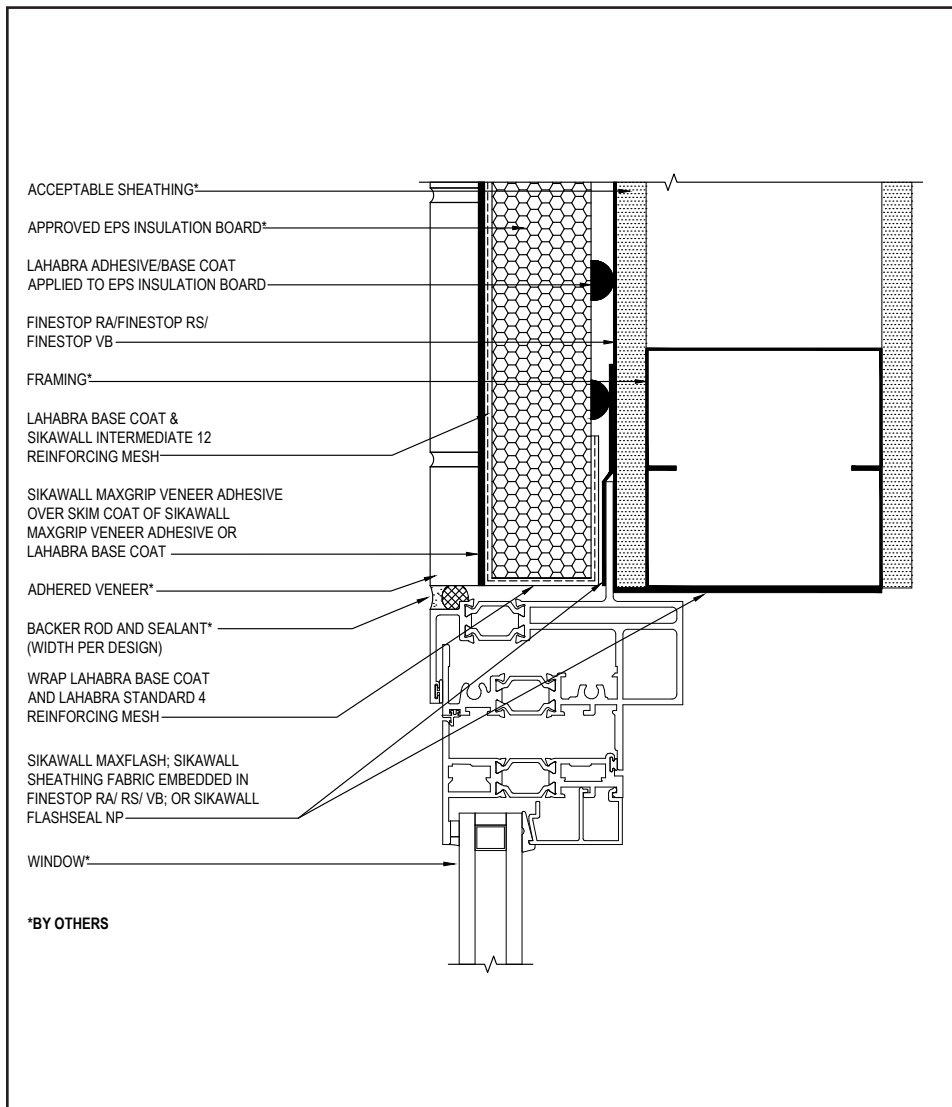 ACCEPTABLE SHEATHING*
APPROVED EPS INSULATION BOARD*
LAHABRA ADHESIVE/BASE COAT
APPLIED TO EPS INSULATION BOARD
FINESTOP RA/FINESTOP RS/
FINESTOP VB
FRAMING*
LAHABRA BASE COAT &
SIKAWALL INTERMEDIATE 12
REINFORCING MESH
SIKAWALL MAXGRIP VENEER ADHESIVE
OVER SKIM COAT OF SIKAWALL
MAXGRIP VENEER ADHESIVE OR
LAHABRA BASE COAT
ADHERED VENEER*
BACKER ROD AND SEALANT*
(WIDTH PER DESIGN)
WRAP LAHABRA BASE COAT
AND LAHABRA STANDARD 4
REINFORCING MESH
SIKAWALL MAXFLASH; SIKAWALL
SHEATHING FABRIC EMBEDDED IN
FINESTOP RA/ RS/ VB; OR SIKAWALL
FLASHSEAL NP
WINDOW*
*BY OTHERS